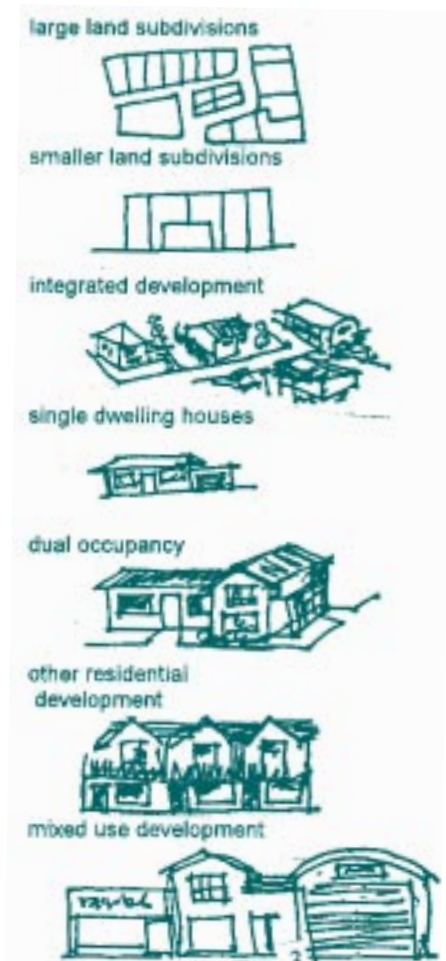 large land subdivisions
smaller land subdivisions
integrated development
single dwelling houses
dual occupancy
other residential
development
mixed use development